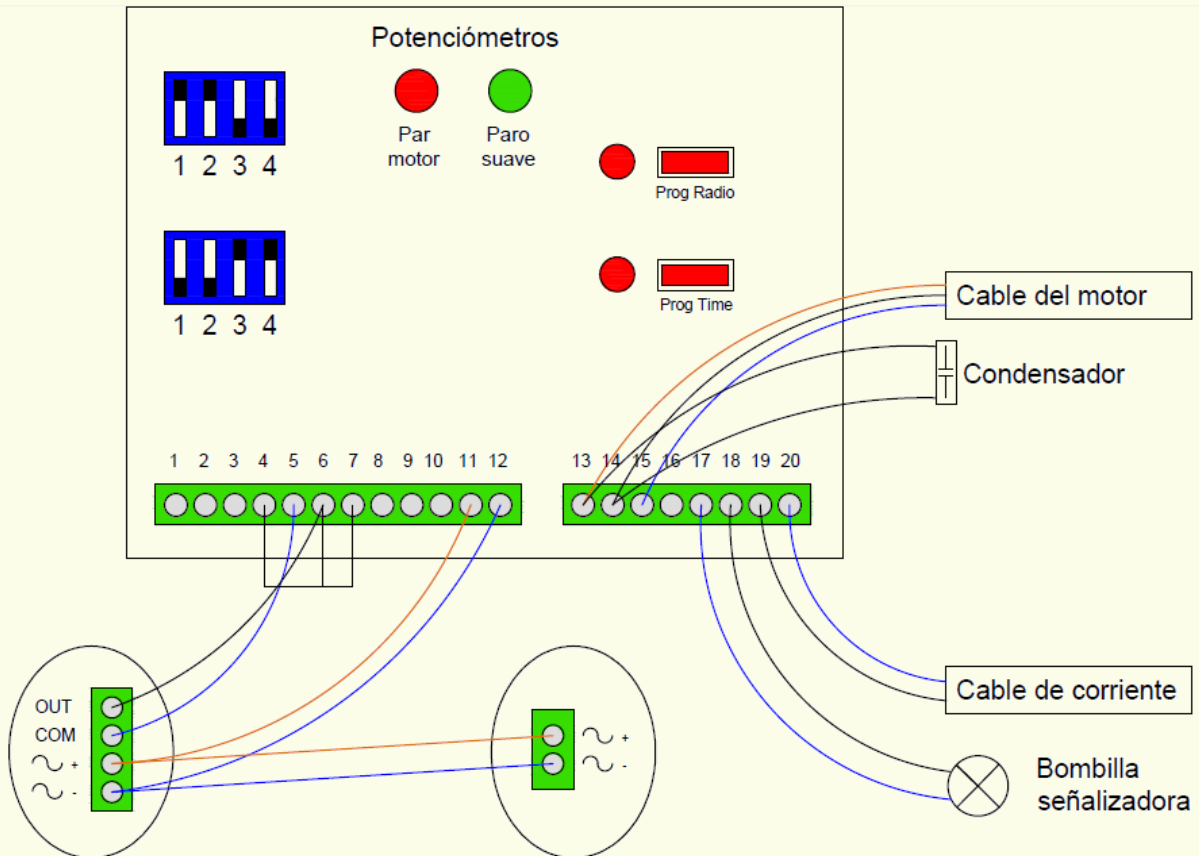 Potenciómetros
Par
motor
Paro
suave
1 2 3 4
Prog Radio
1 2 3 4
Prog Time
Cable del motor
Condensador
1 2 3 4 5 6 7 8 9 10 11 12
13 14 15 16 17 18 19 20
OUT
COM
+
-
+
-
Cable de corriente
Bombilla
señalizadora